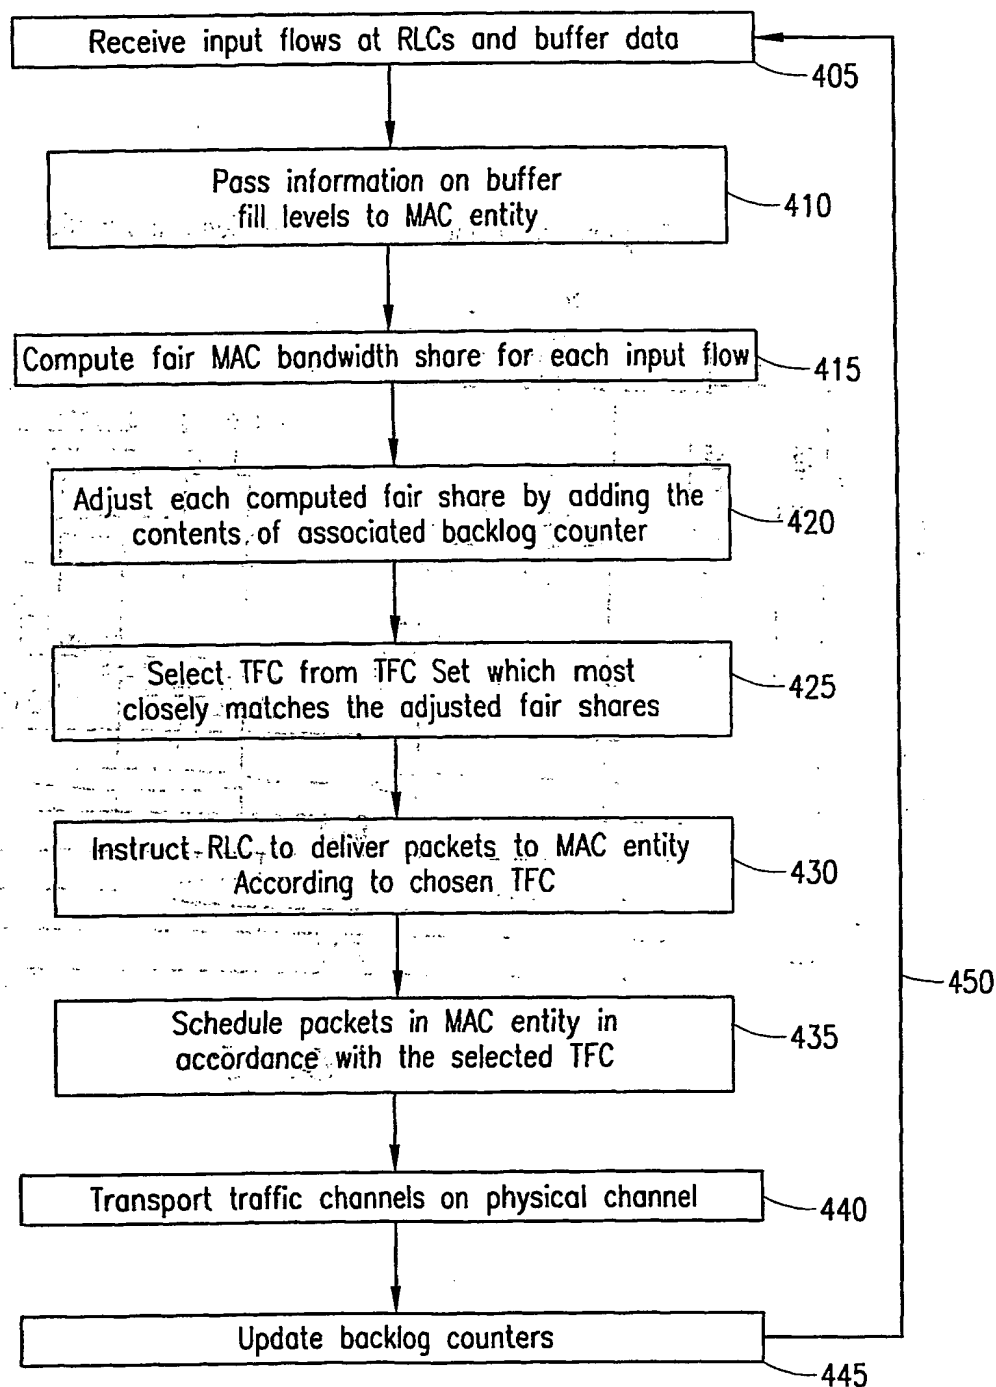 Receive input flows at RLCs and buffer data
405
Pass information on buffer
fill levels to MAC entity
410
Compute fair MAC bandwidth share for each input flow
415
Adjust each computed fair share by adding the
contents of associated backlog counter
420
Select TFC from TFC Set which most
closely matches the adjusted fair shares
425
Instruct RLC to deliver packets to MAC entity
According to chosen TFC
430
450
Schedule packets in MAC entity in
accordance with the selected TFC
435
Transport traffic channels on physical channel
440
Update backlog counters
445